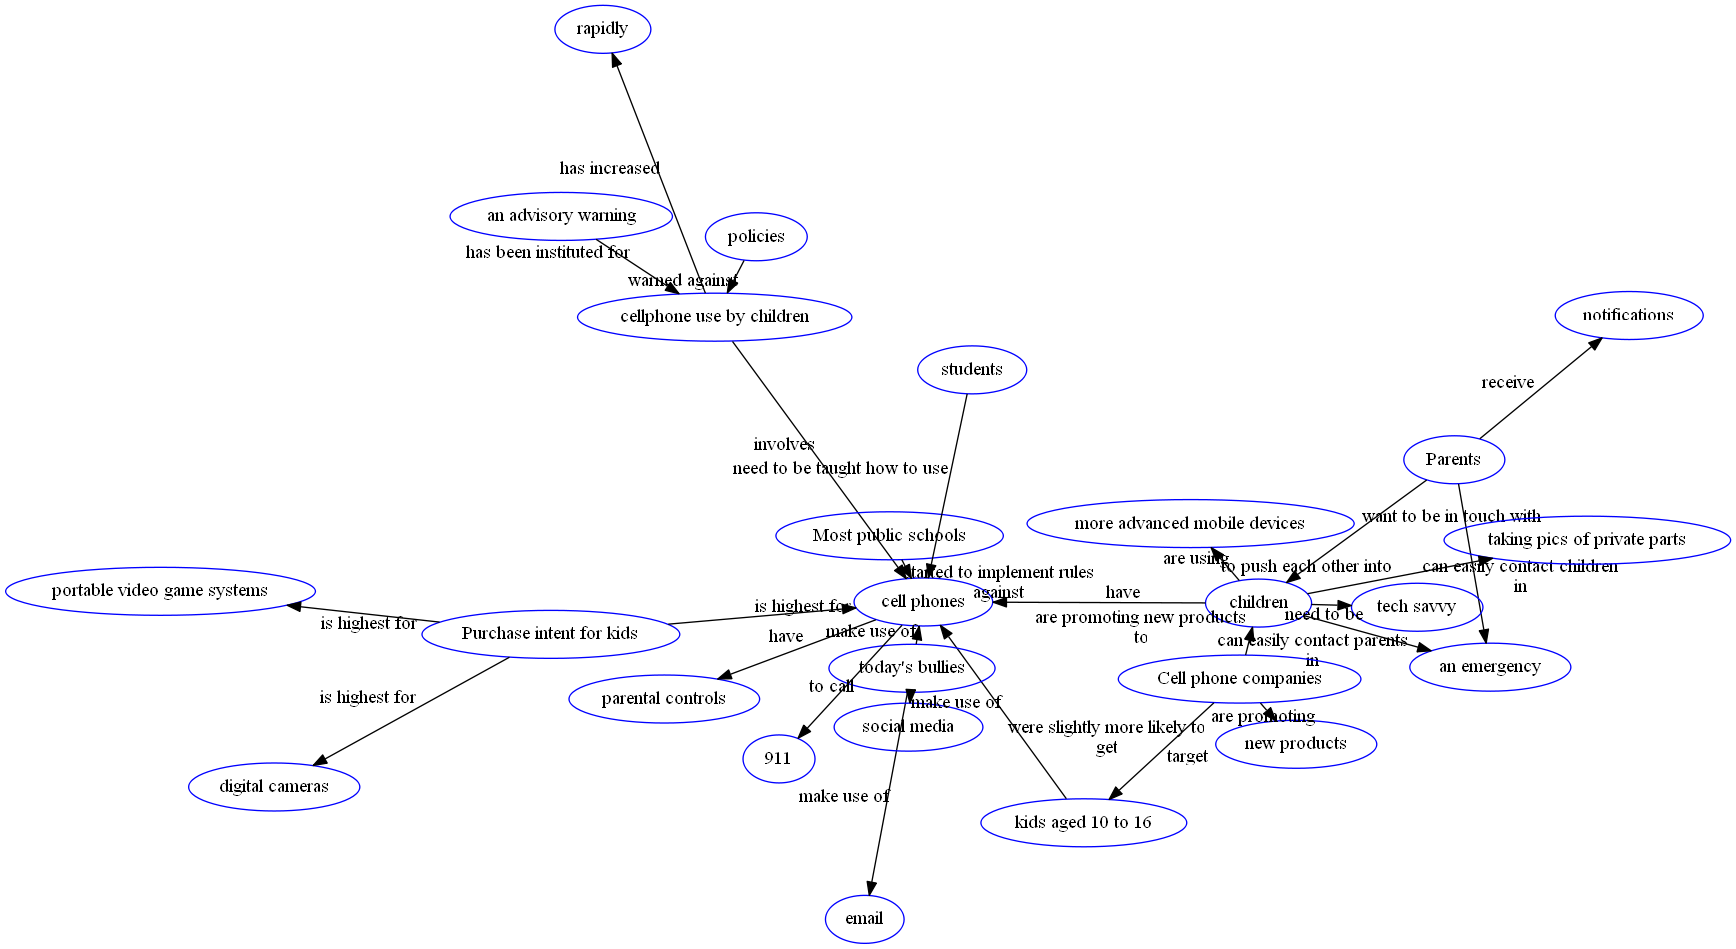 rapidly
has increased
an advisory warning
policies
has been instituted for
warned against
cellphone use by children
notifications
students
receive
involves
need to be taught how to use
Parents
more advanced mobile devices
want to be in touch with
Most public schools
taking pics of private parts
are using
to push each other into
can easily contact children
in
started to implement rules
against
portable video game systems
is highest for
Purchase intent for kids
is highest for
cell phones
have
children
tech savvy
need to be
are promoting new products
to
have
make use of
can easily contact parents
in
an emergency
today's bullies
Cell phone companies
to call
parental controls
is highest for
make use of
social media
were slightly more likely to
get
are promoting
new products
target
911
digital cameras
make use of
kids aged 10 to 16
email